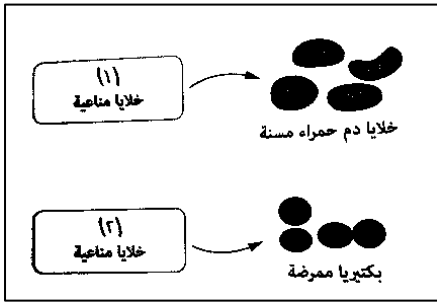 (١)
خلايا مناعية
خلايا دم حمراء مسنة
(٢)
خلايا مناعية
بكتيريا ممرضة